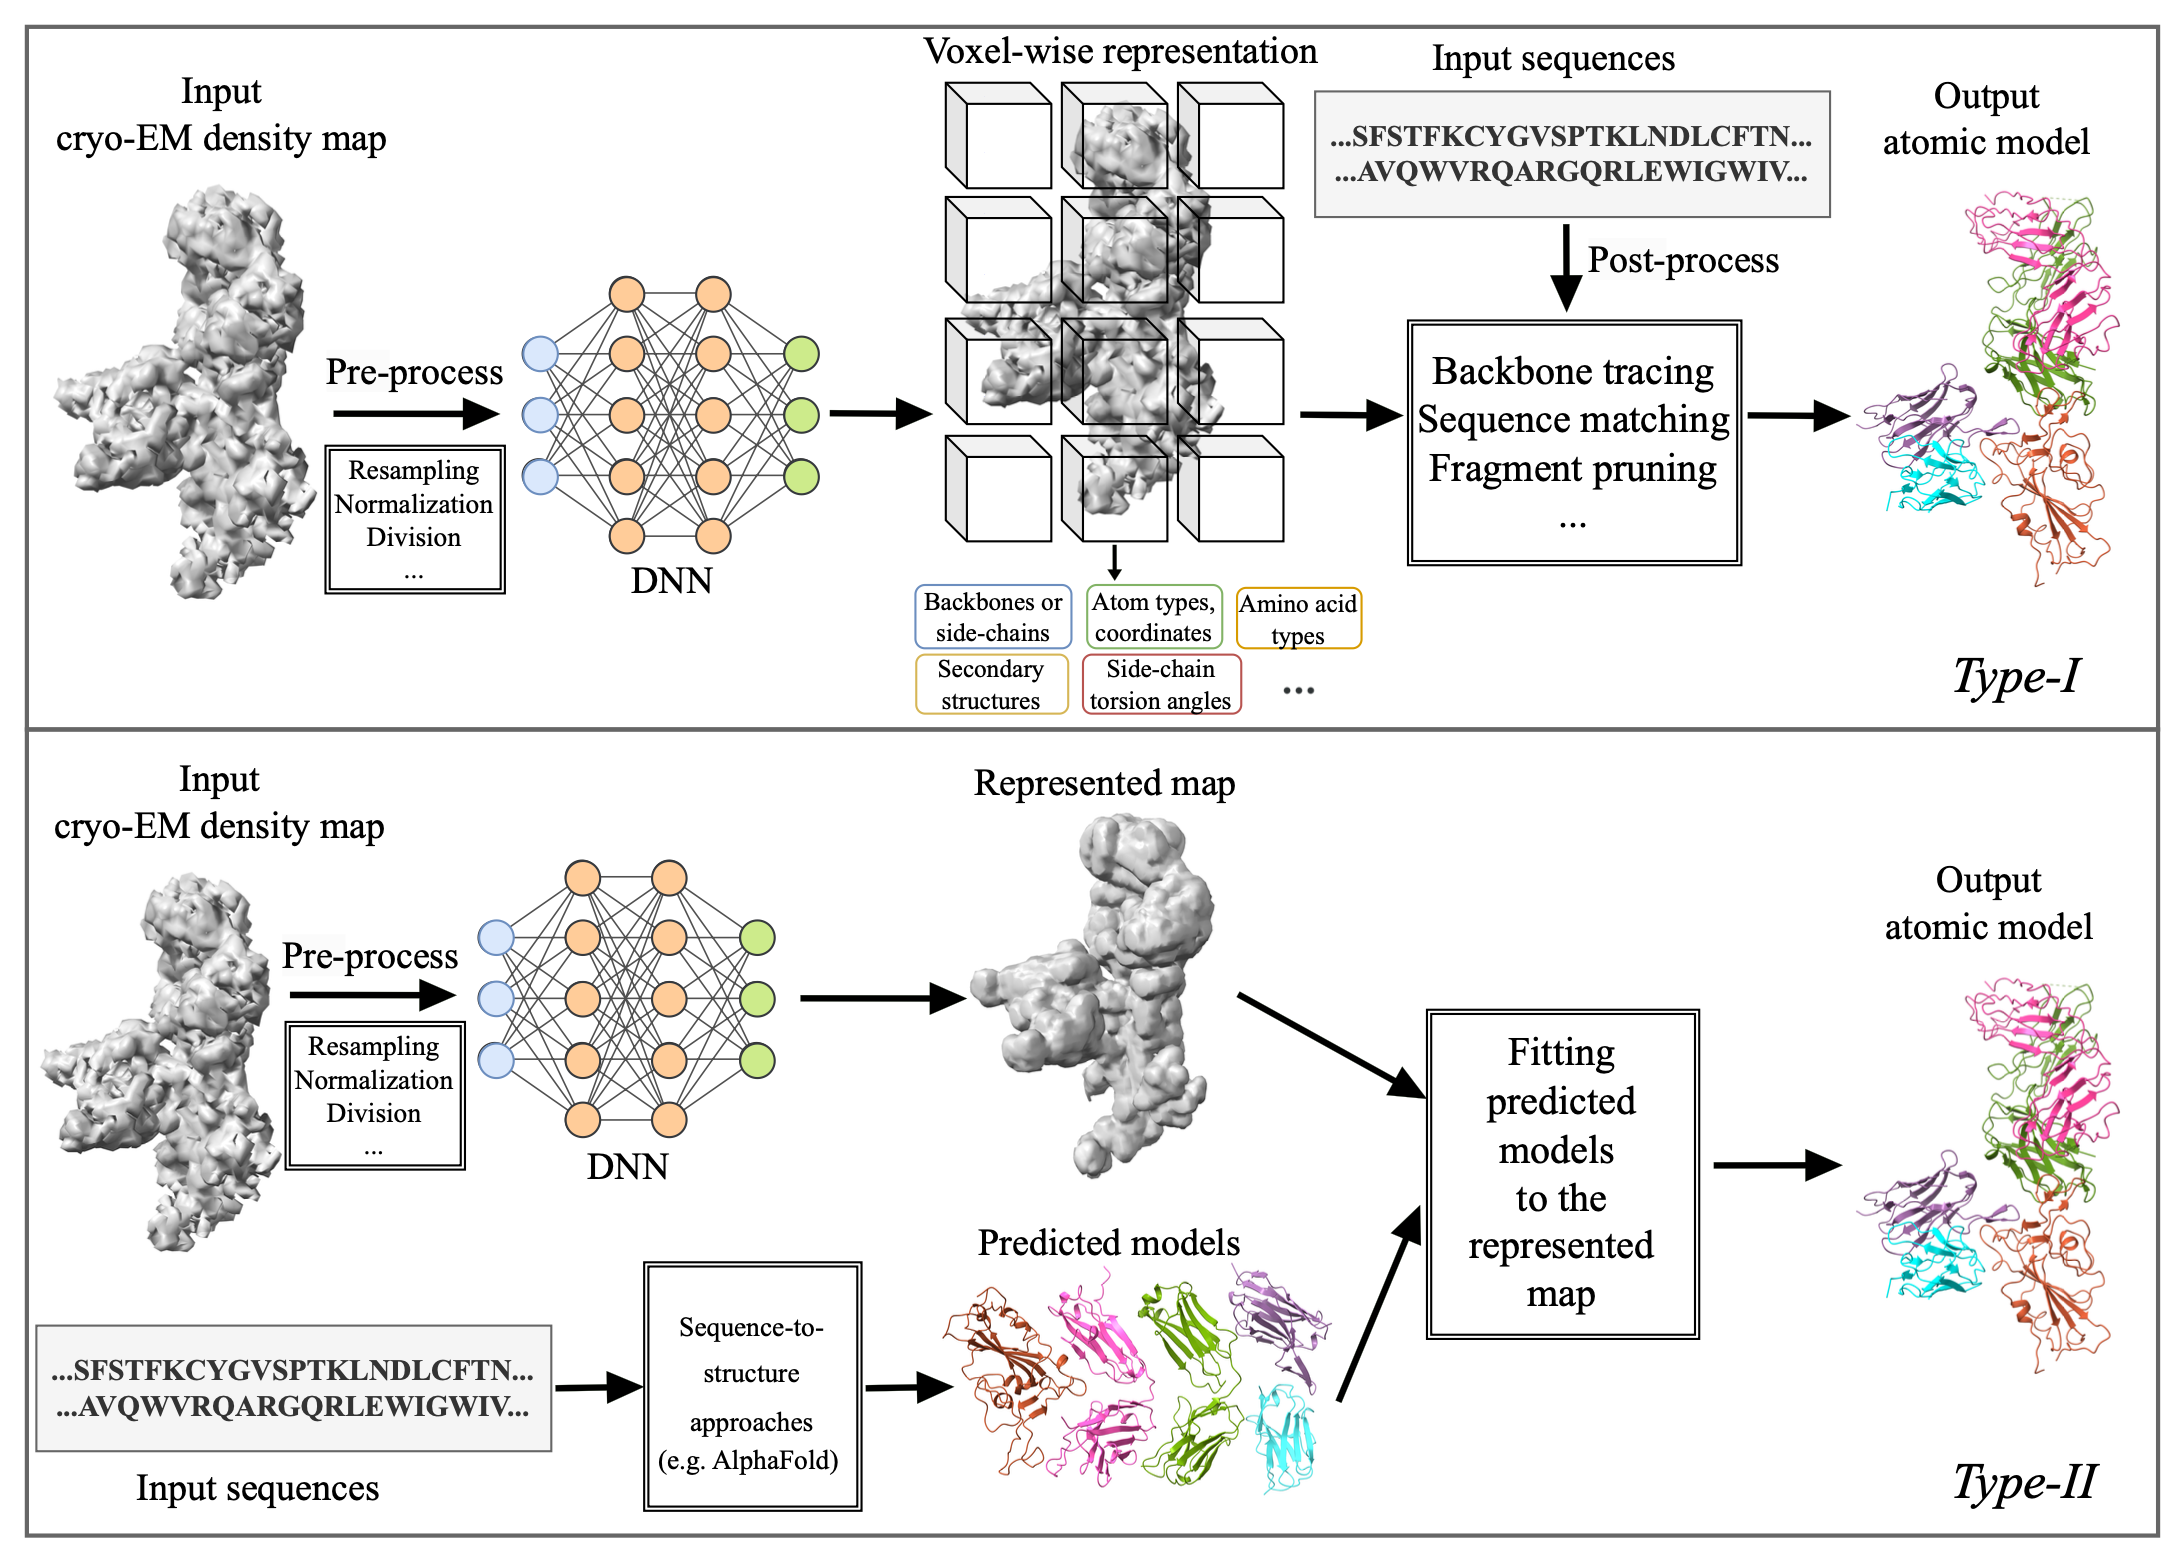 Input
cryo-EM density map
Pre-process
Resampling
Normalization
Division
...
DNN
Voxel-wise representation
Backbones or
side-chains
Atom types,
coordinates
Amino acid
types
Secondary
structures
Side-chain
torsion angles
...
Input sequences
...SFSTFKCYGVSPTKLNDLCFTN...
...AVQWVRQARGQRLEWIGWIV...
Post-process
Backbone tracing
Sequence matching
Fragment pruning
...
Output
atomic model
Type-I
Input
cryo-EM density map
Pre-process
Resampling
Normalization
Division
...
DNN
Represented map
...SFSTFKCYGVSPTKLNDLCFTN...
...AVQWVRQARGQRLEWIGWIV...
Input sequences
Sequence-to-
structure
approaches
(e.g. AlphaFold)
Predicted models
Fitting
predicted
models
to the
represented
map
Output
atomic model
Type-II